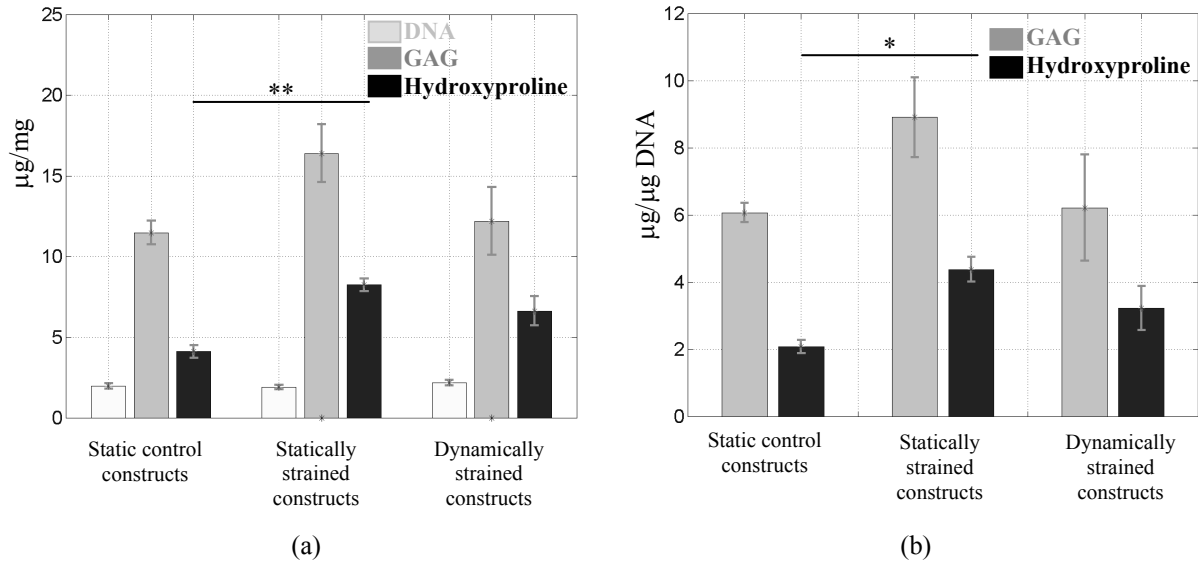 25
20
15
10
5
0
µg/mg
DNA
GAG
Hydroxyproline
**
Static control
constructs
Statically
strained
constructs
Dynamically
strained
constructs
(a)
12
10
8
6
4
2
0
µg/µg DNA
GAG
Hydroxyproline
*
Static control
constructs
Statically
strained
constructs
Dynamically
strained
constructs
(b)